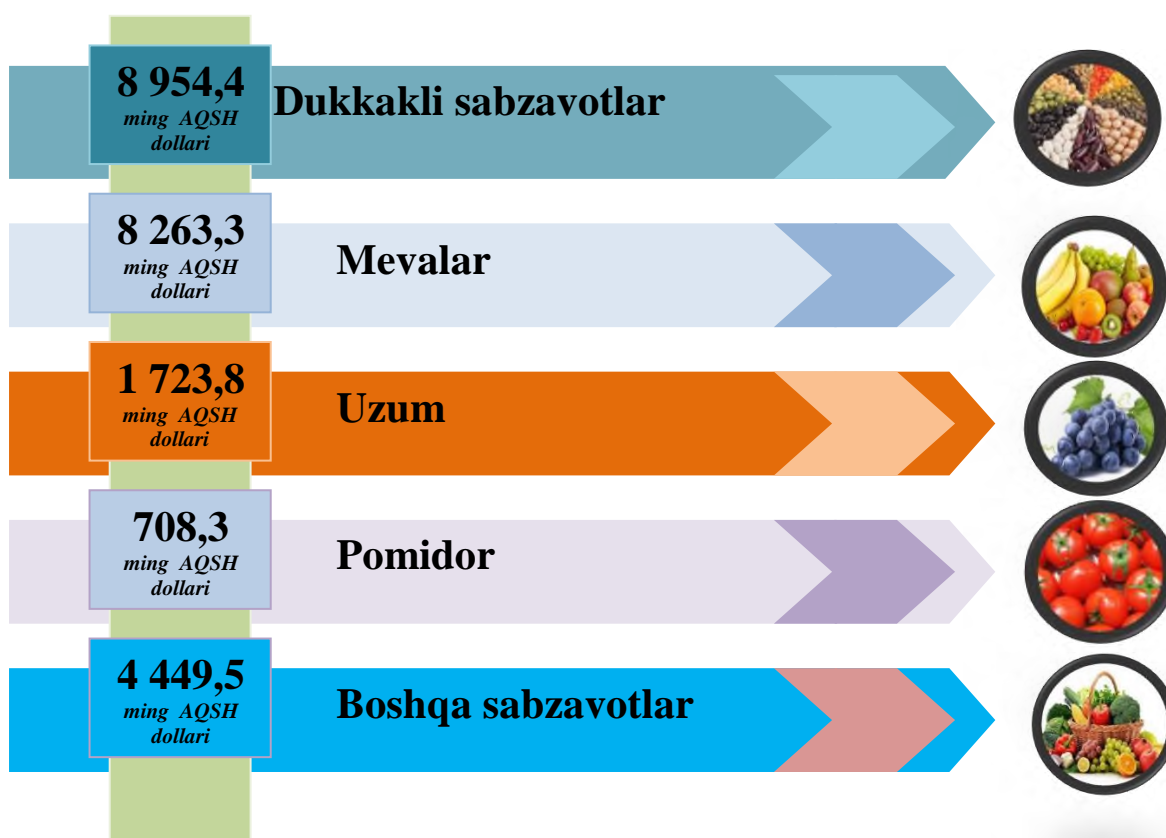 8 954,4
ming AQSH
dollari
Dukkakli sabzavotlar
8 263,3
ming AQSH
dollari
Mevalar
1 723,8
ming AQSH
dollari
Uzum
708,3
ming AQSH
dollari
Pomidor
4 449,5
ming AQSH
dollari
Boshqa sabzavotlar